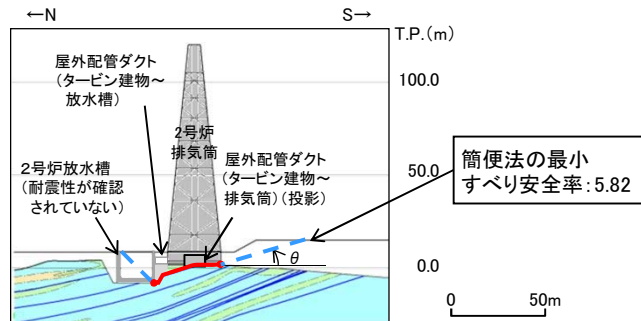 ←N
S→
T.P.(m)
屋外配管ダクト
(タービン建物～
放水槽)
100.0
2号炉
排気筒
２号炉放水槽
(耐震性が確認
されていない)
屋外配管ダクト
(タービン建物～
排気筒)(投影)
50.0
簡便法の最小
すべり安全率：5.82
θ
0.0
0
50m